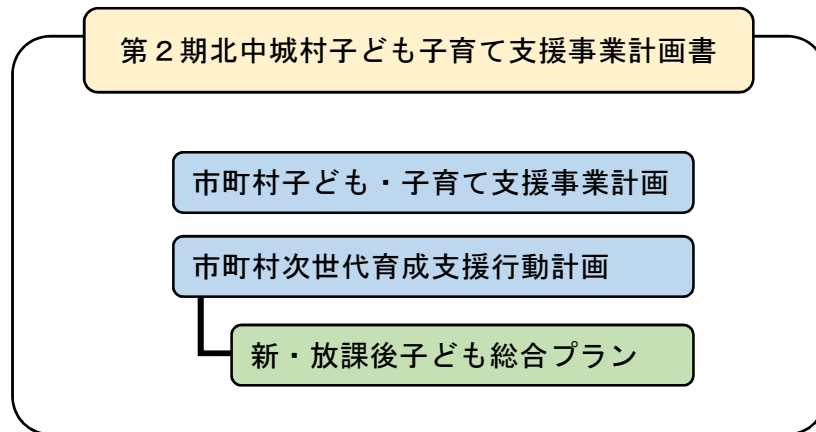 第２期北中城村子ども子育て支援事業計画書
市町村子ども・子育て支援事業計画
市町村次世代育成支援行動計画
新・放課後子ども総合プラン